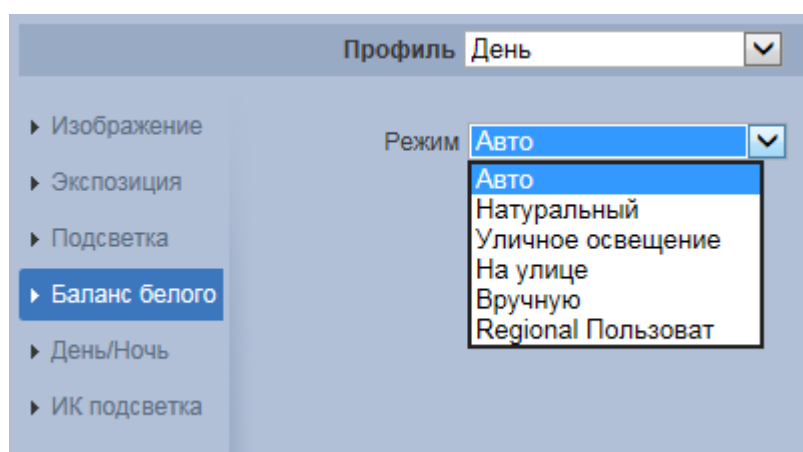 Профиль День
Изображение
Режим Авто
Экспозиция
Авто
Натуральный
Подсветка
Уличное освещение
На улице
Баланс белого
Вручную
Regional Пользоват
День/Ночь
ИК подсветка